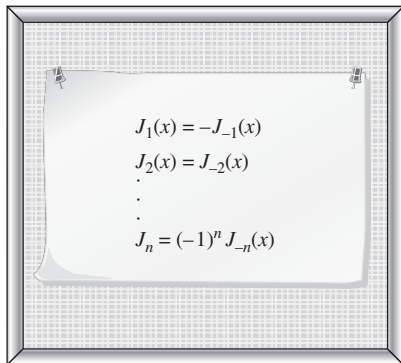 J₁(x) = –J₋₁(x)
J₂(x) = J₋₂(x)
.
.
.
Jₙ = (–1)ⁿ J₋ₙ(x)